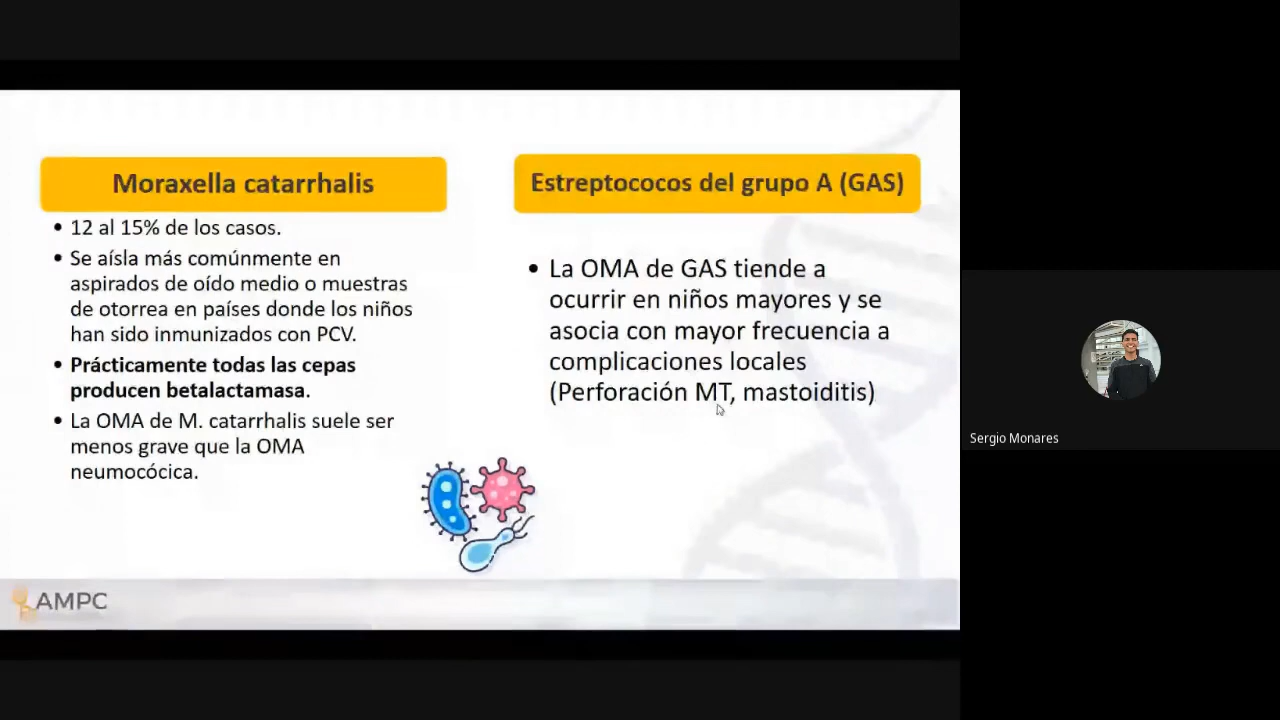 Moraxella catarrhalis
• 12 al 15% de los casos.
• Se aísla más comúnmente en
aspirados de oído medio o muestras
de otorrea en países donde los niños
han sido inmunizados con PCV.
• Prácticamente todas las cepas
producen betalactamasa.
• La OMA de M. catarrhalis suele ser
menos grave que la OMA
neumocócica.
Estreptococos del grupo A (GAS)
• La OMA de GAS tiende a
ocurrir en niños mayores y se
asocia con mayor frecuencia a
complicaciones locales
(Perforación MT, mastoiditis)
AMPC
Sergio Monares